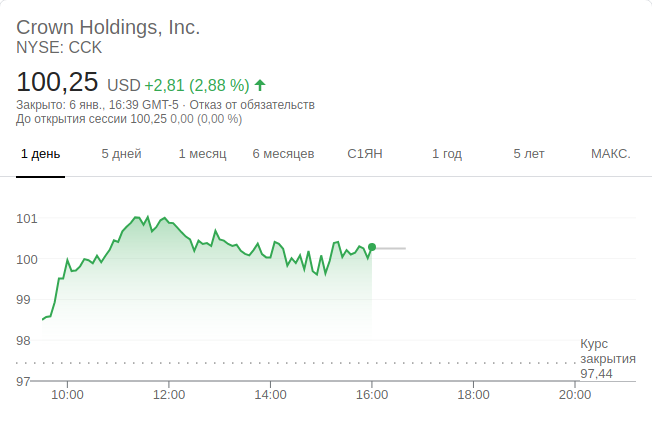 Crown Holdings, Inc.
NYSE: CCK
100,25 USD +2,81 (2,88 %)
Закрыто: 6 янв., 16:39 GMT-5 · Отказ от обязательств
До открытия сессии 100,25 0,00 (0,00 %)
1 день 5 дней 1 месяц 6 месяцев С1ЯН 1 год 5 лет МАКС.
101
100
99
98
Курс
закрытия
97,44
97
10:00 12:00 14:00 16:00 18:00 20:00